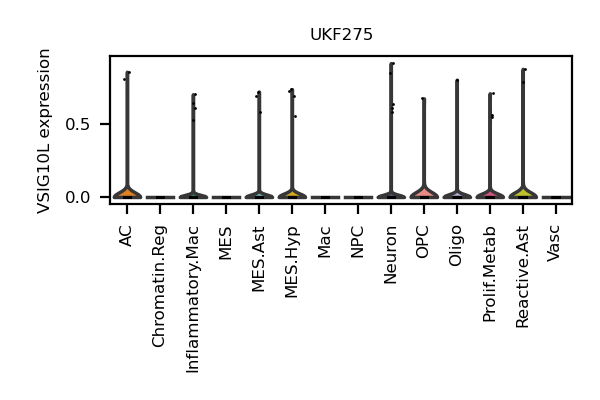 UKF275
VSIG10L expression
0.5
0.0
AC
Chromatin.Reg
Inflammatory.Mac
MES
MES.Ast
MES.Hyp
Mac
NPC
Neuron
OPC
Oligo
Prolif.Metab
Reactive.Ast
Vasc